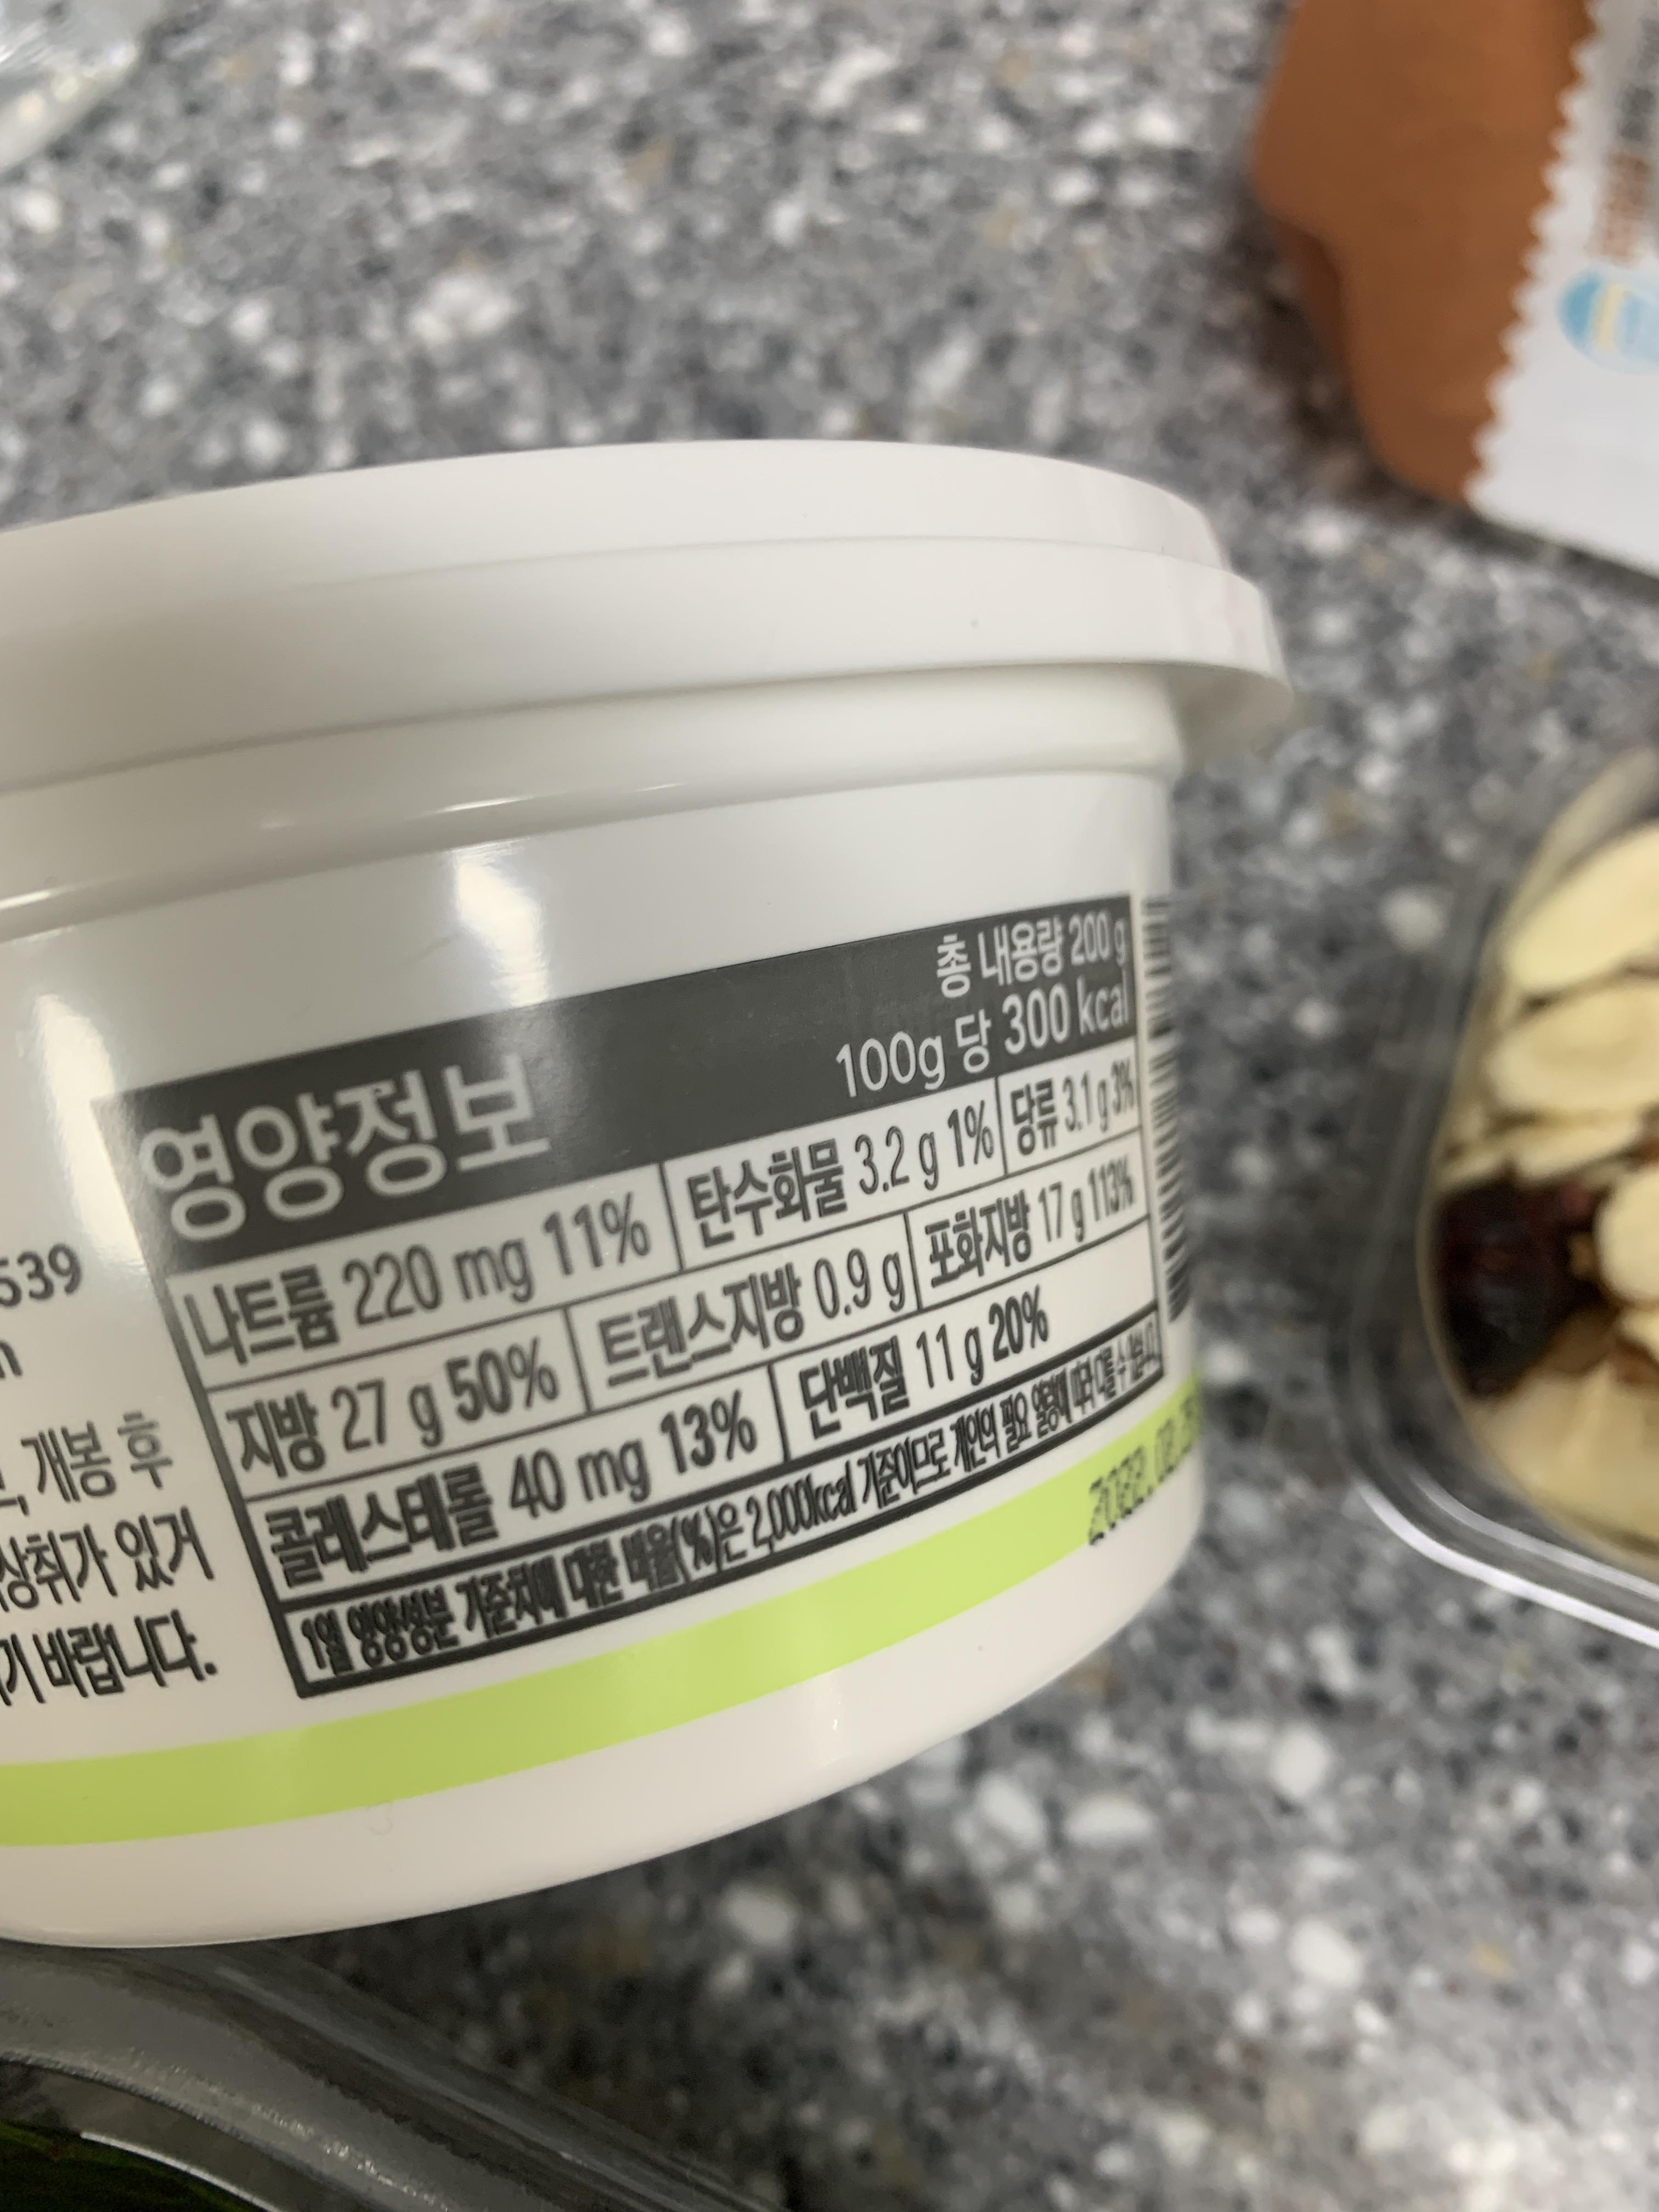 539
개봉 후
상취가 있거
기 바랍니다.
영양정보
총 내용량 200 g
100g 당 300 kcal
나트륨 220 mg 11% 탄수화물 3.2 g 1% 당류 3.1 g 3%
지방 27 g 50% 트랜스지방 0.9 g 포화지방 17 g 113%
콜레스테롤 40 mg 13% 단백질 11 g 20%
1일 영양성분 기준치에 대한 비율(%)은 2,000kcal 기준이므로 개인의 필요 열량에 따라 다를 수 있습니다.